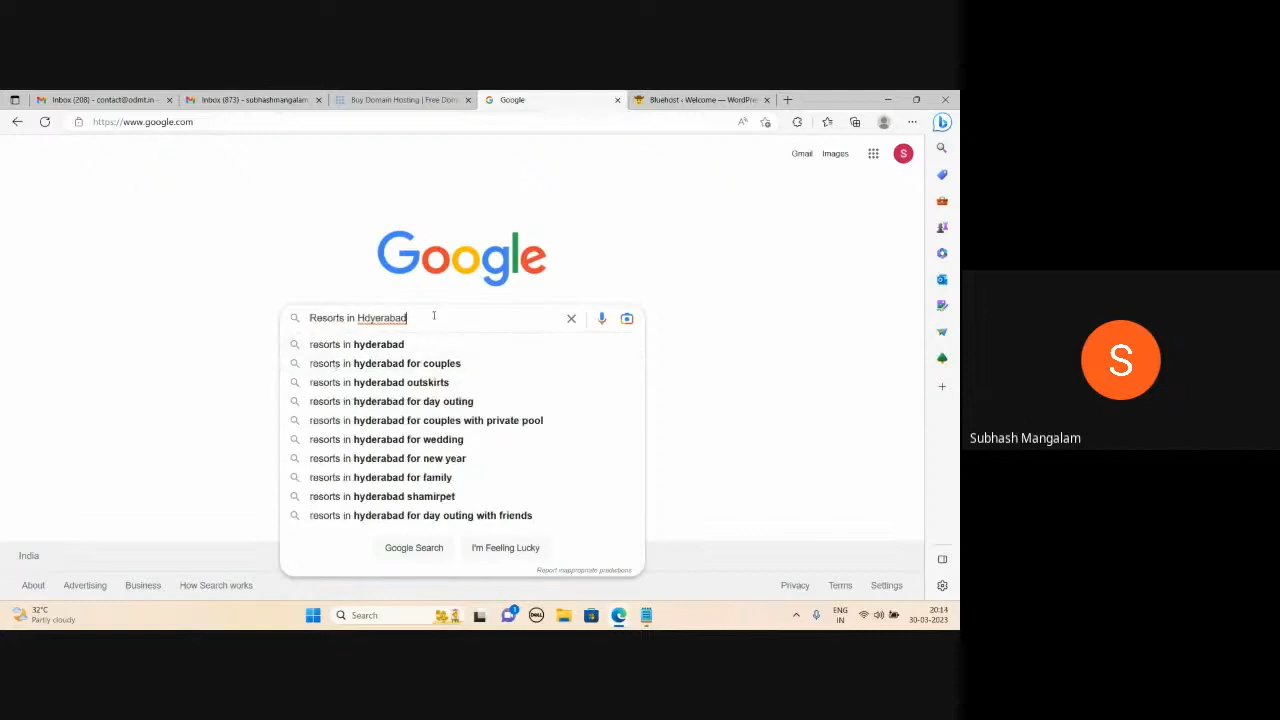 Inbox (208) - contact@odmt.in -
Inbox (873) - subhashmangalam
Buy Domain Hosting | Free Dom
Google
Bluehost ‹ Welcome — WordPre
https://www.google.com
Gmail
Images
S
Google
Resorts in Hdyerabad
resorts in hyderabad
resorts in hyderabad for couples
resorts in hyderabad outskirts
resorts in hyderabad for day outing
resorts in hyderabad for couples with private pool
resorts in hyderabad for wedding
resorts in hyderabad for new year
resorts in hyderabad for family
resorts in hyderabad shamirpet
resorts in hyderabad for day outing with friends
Google Search
I'm Feeling Lucky
Report inappropriate predictions
India
About
Advertising
Business
How Search works
Privacy
Terms
Settings
32°C
Partly cloudy
Search
DELL
1
ENG
IN
20:14
30-03-2023
S
Subhash Mangalam